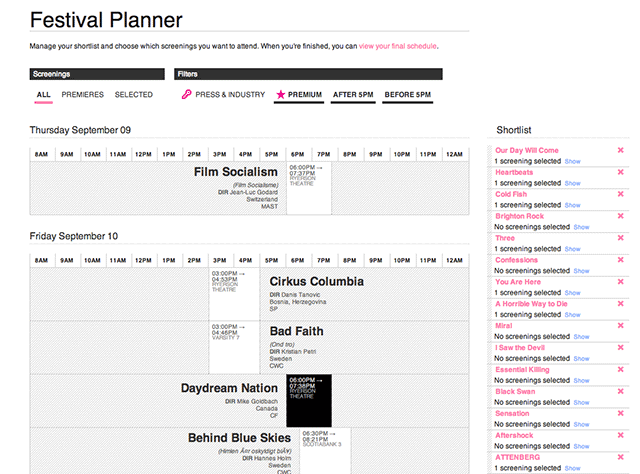 Festival Planner
Manage your shortlist and choose which screenings you want to attend. When you're finished, you can view your final schedule.
Screenings
Filters
ALL PREMIERES SELECTED
PRESS & INDUSTRY PREMIUM AFTER 5PM BEFORE 5PM
Thursday September 09
8AM 9AM 10AM 11AM 12PM 1PM 2PM 3PM 4PM 5PM 6PM 7PM 8PM 9PM 10PM 11PM 12AM
Film Socialism
(Film Socialisme)
DIR Jean-Luc Godard
Switzerland
MAST
06:00PM →
07:37PM
RYERSON
THEATRE
Friday September 10
8AM 9AM 10AM 11AM 12PM 1PM 2PM 3PM 4PM 5PM 6PM 7PM 8PM 9PM 10PM 11PM 12AM
03:00PM →
04:53PM
RYERSON
THEATRE
Cirkus Columbia
DIR Danis Tanovic
Bosnia, Herzegovina
SP
03:00PM →
04:46PM
VARSITY 7
Bad Faith
(Ond tro)
DIR Kristian Petri
Sweden
CWC
Daydream Nation
DIR Mike Goldbach
Canada
CF
06:00PM →
07:38PM
RYERSON
THEATRE
Behind Blue Skies
(Himlen Ärr oskyldigt blÃ¥)
DIR Hannes Holm
Sweden
CWC
06:30PM →
08:21PM
SCOTIABANK 3
Shortlist
Our Day Will Come
1 screening selected Show
Heartbeats
1 screening selected Show
Cold Fish
1 screening selected Show
Brighton Rock
No screenings selected Show
Three
1 screening selected Show
Confessions
No screenings selected Show
You Are Here
1 screening selected Show
A Horrible Way to Die
1 screening selected Show
Miral
No screenings selected Show
I Saw the Devil
No screenings selected Show
Essential Killing
No screenings selected Show
Black Swan
No screenings selected Show
Sensation
No screenings selected Show
Aftershock
No screenings selected Show
ATTENBERG
No screenings selected Show